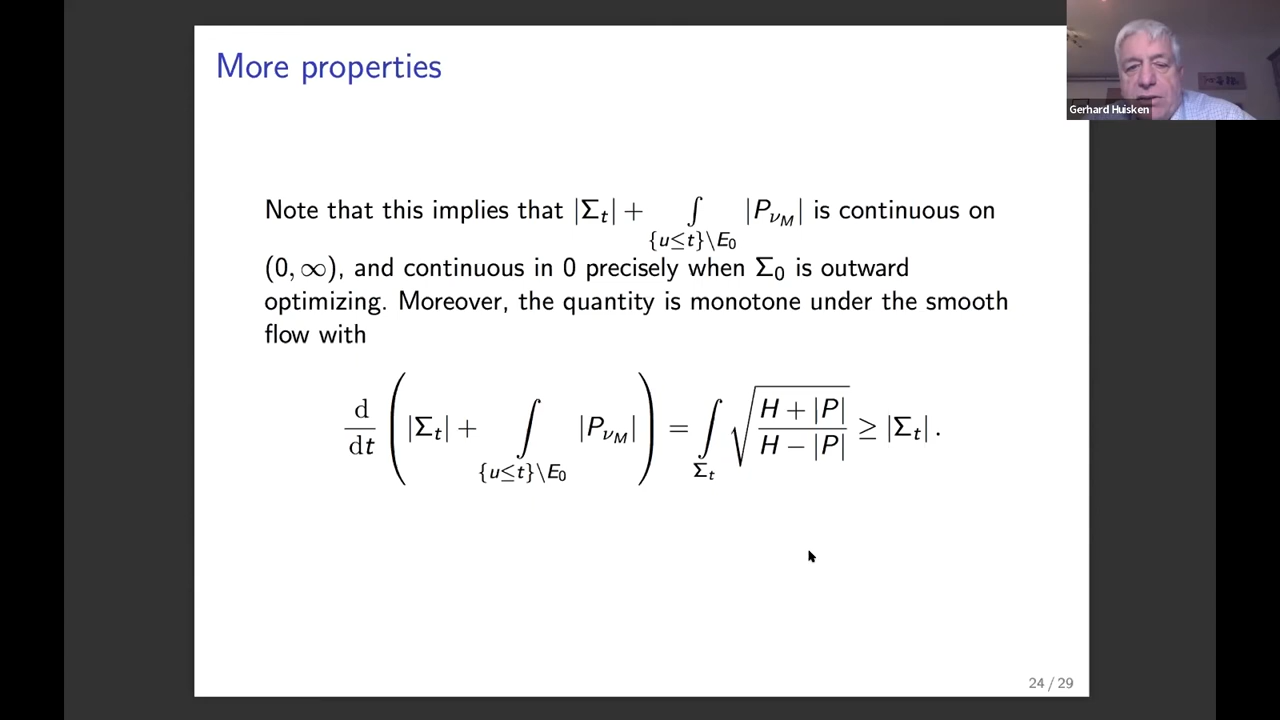 More properties
Gerhard Huisken
Note that this implies that |Σ_t| + ∫_{{u≤t}\E_0} |P_{ν_M}| is continuous on
(0, ∞), and continuous in 0 precisely when Σ_0 is outward
optimizing. Moreover, the quantity is monotone under the smooth
flow with
d/dt ( |Σ_t| + ∫_{{u≤t}\E_0} |P_{ν_M}| ) = ∫_{Σ_t} √((H + |P|)/(H − |P|)) ≥ |Σ_t| .
24 / 29